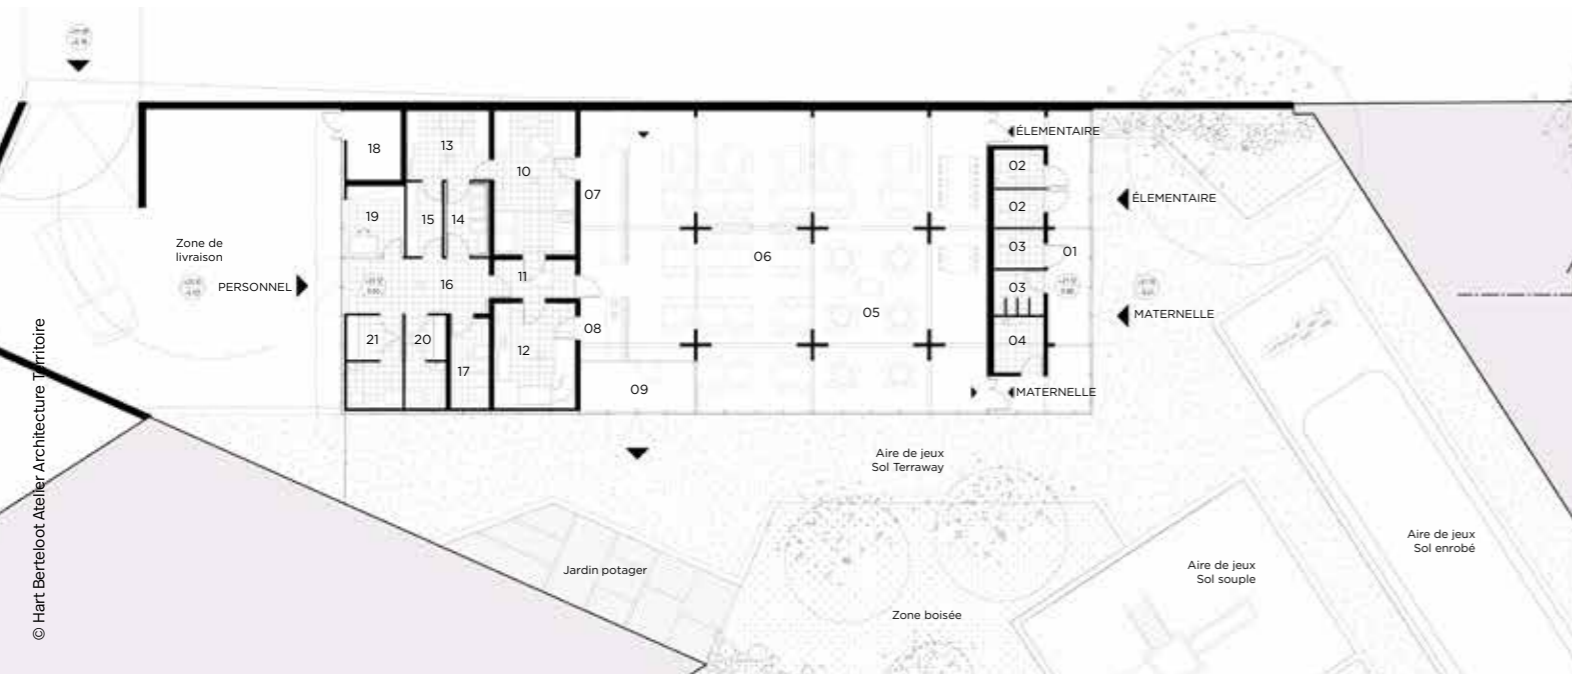 ÉLEMENTAIRE
18
13
10
02
07
02
ÉLEMENTAIRE
19
15
14
03
01
06
Zone de
livraison
PERSONNEL
16
11
03
05
MATERNELLE
08
21
20
12
04
17
09
MATERNELLE
Aire de jeux
Sol Terraway
Aire de jeux
Sol enrobé
Aire de jeux
Sol souple
Jardin potager
Zone boisée
© Hart Berteloot Atelier Architecture Territoire